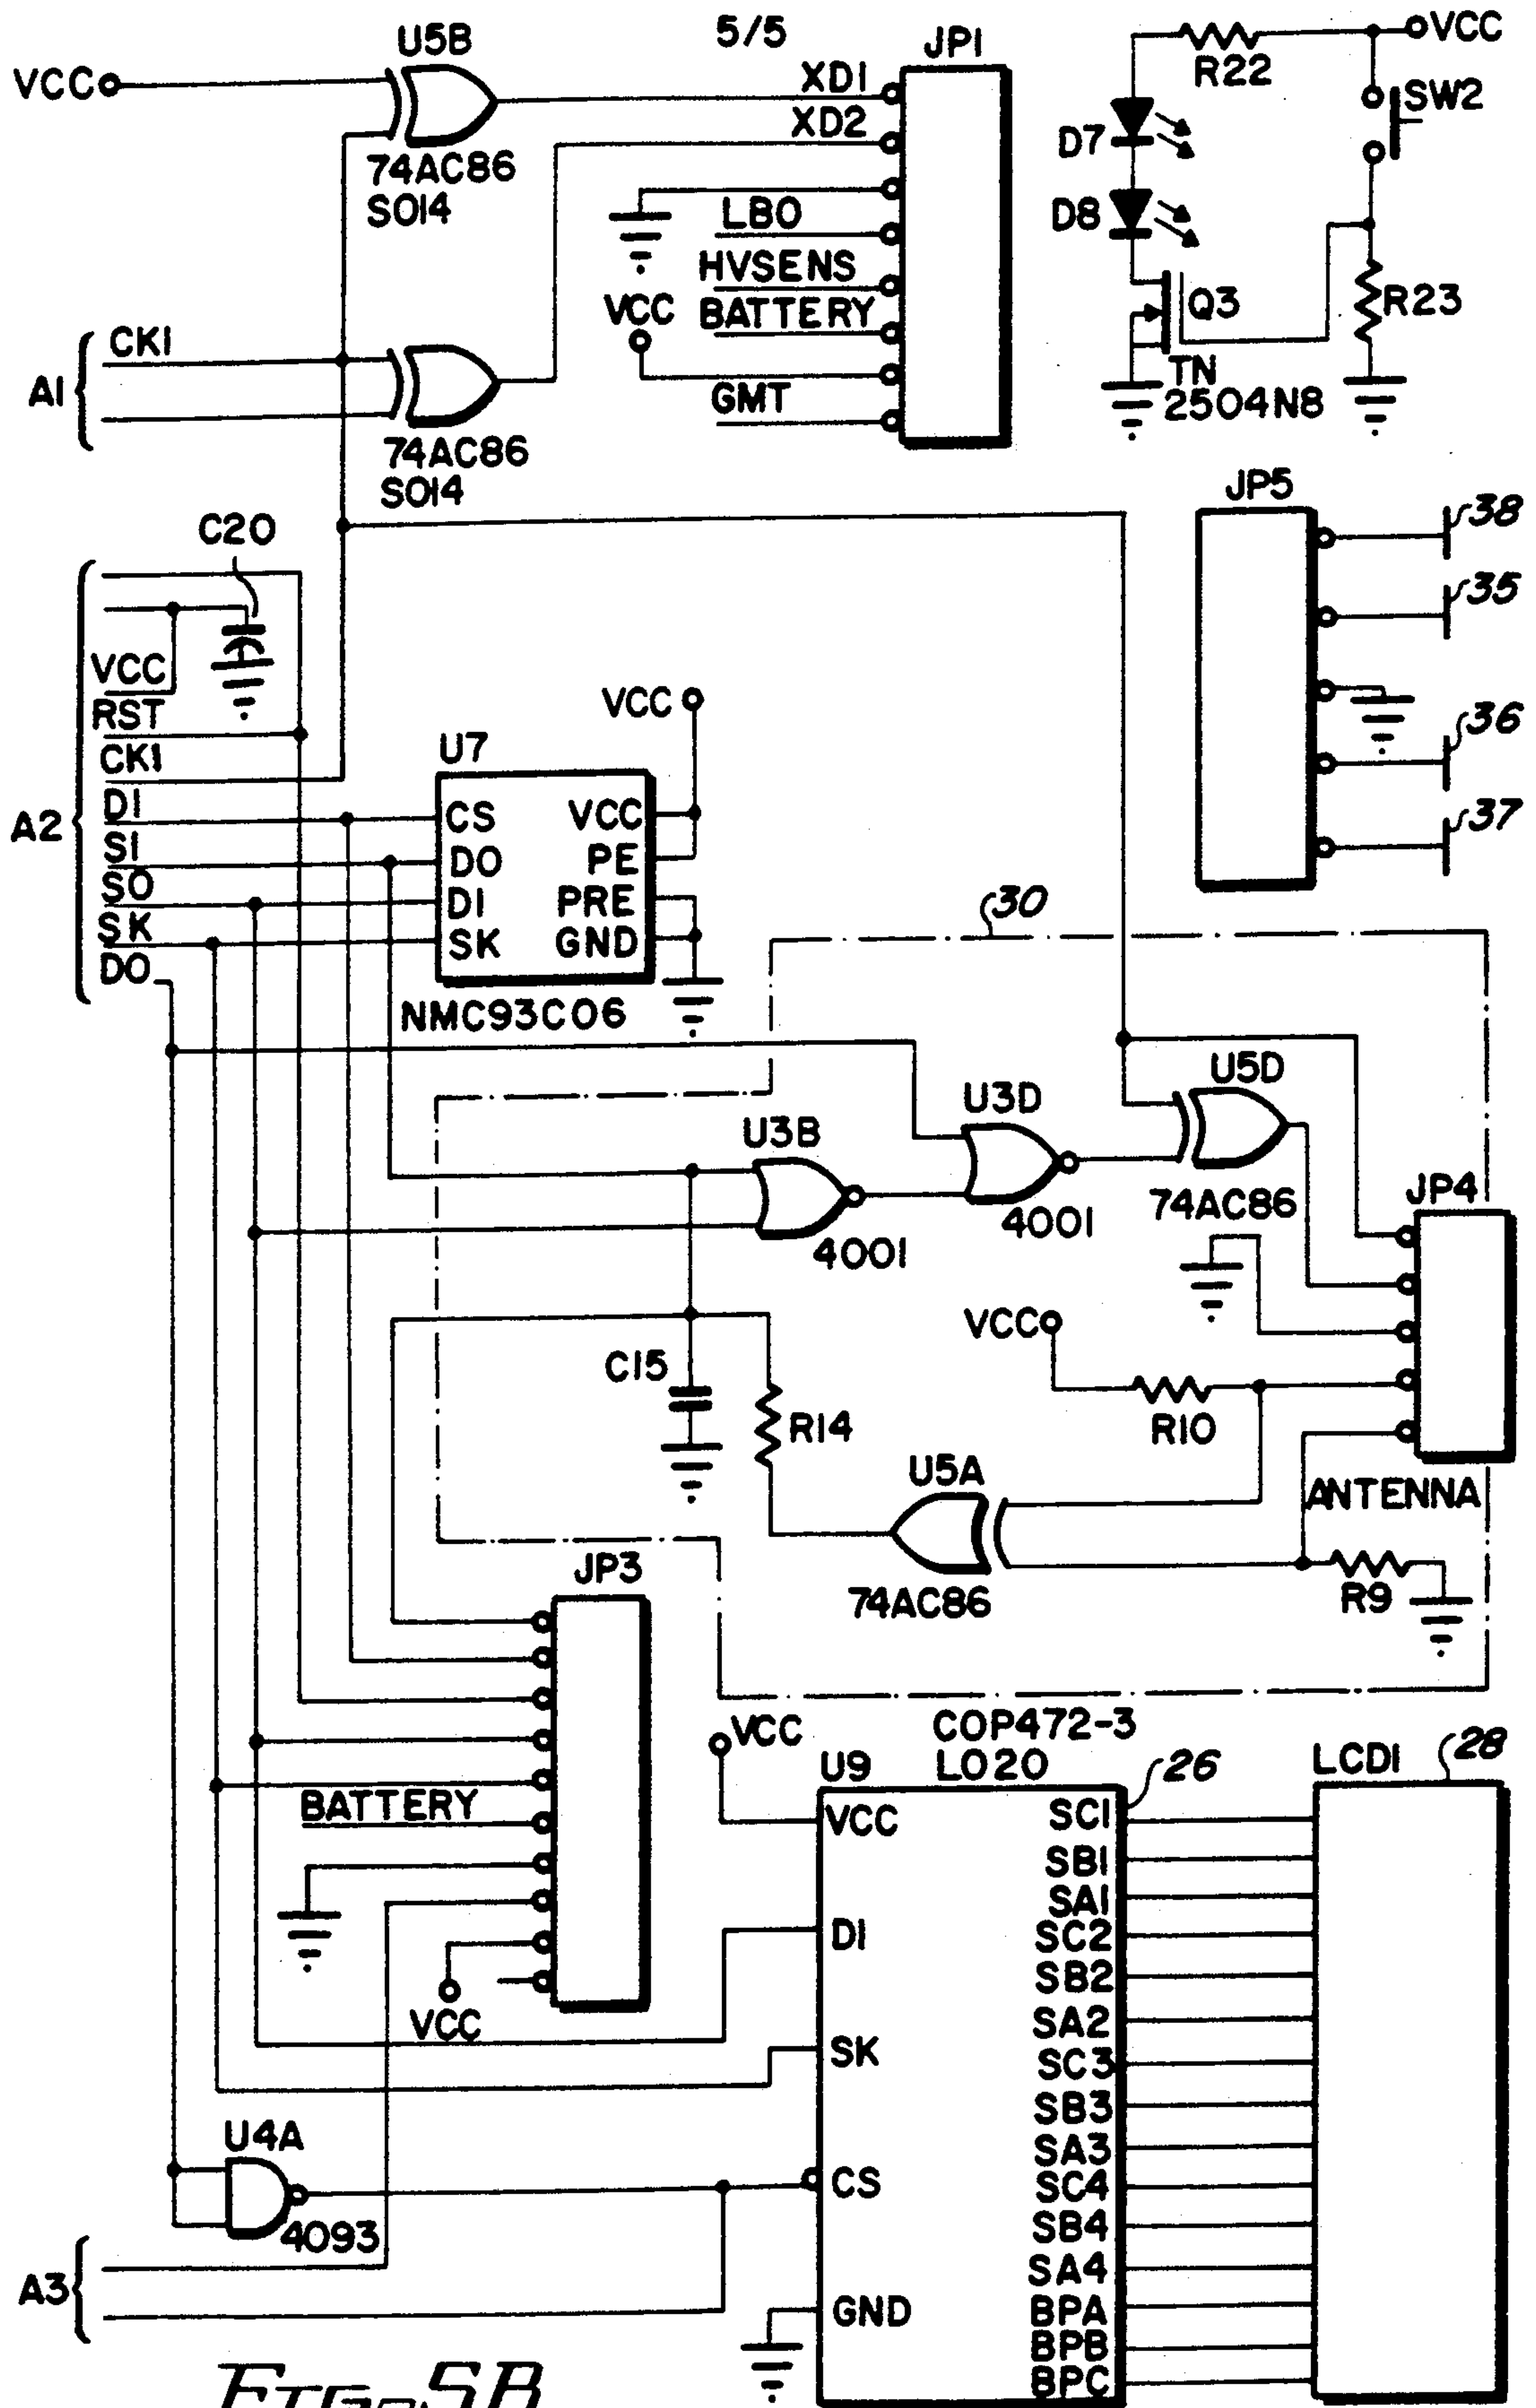 5/5
U5B
JP1
VCC
VCC
XD1
R22
XD2
SW2
74AC86
SO14
D7
LBO
D8
HVSENS
VCC
BATTERY
Q3
R23
CK1
A1
GMT
TN
2504N8
74AC86
SO14
JP5
38
C20
35
VCC
RST
VCC
36
CK1
U7
DI
CS
VCC
A2
37
SI
DO
PE
SO
DI
PRE
30
SK
SK
GND
DO
NMC93C06
U5D
U3D
U3B
74AC86
JP4
4001
4001
VCC
C15
R14
R10
U5A
ANTENNA
JP3
74AC86
R9
COP472-3
VCC
U9
LO20
26
LCD1
28
BATTERY
VCC
SC1
SB1
SA1
DI
SC2
SB2
VCC
SA2
SK
SC3
SB3
U4A
SA3
CS
SC4
4093
SB4
A3
SA4
GND
BPA
BPB
BPC
FIG. 5B